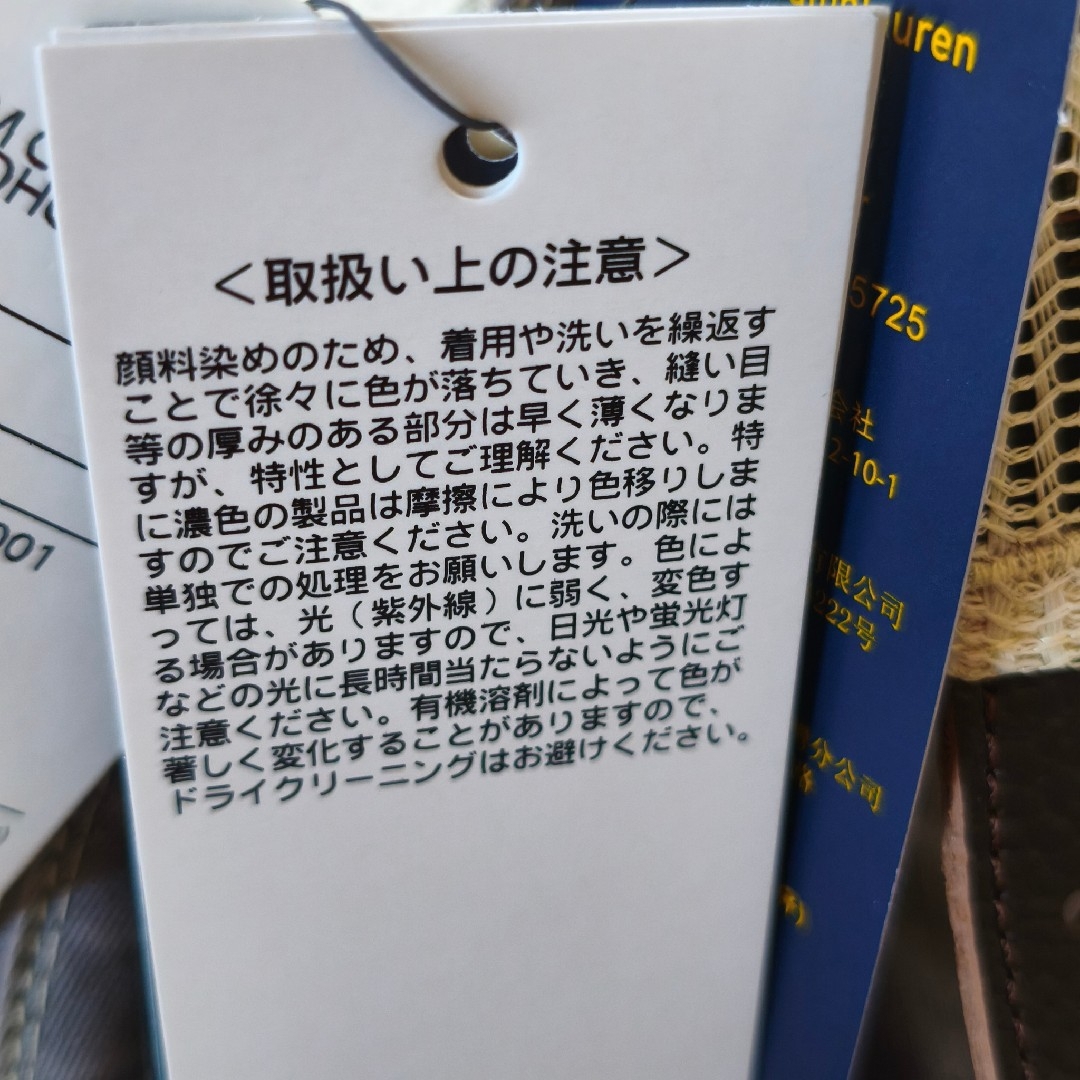 ＜取扱い上の注意＞
顔料染めのため、着用や洗いを繰返す
ことで徐々に色が落ちていき、縫い目
等の厚みのある部分は早く薄くなりま
すが、特性としてご理解ください。特
に濃色の製品は摩擦により色移りしま
すのでご注意ください。洗いの際には
単独での処理をお願いします。色によ
っては、光（紫外線）に弱く、変色す
る場合がありますので、日光や蛍光灯
などの光に長時間当たらないようにご
注意ください。有機溶剤によって色が
著しく変化することがありますので、
ドライクリーニングはお避けください。
uren
5725
会社
2-10-1
有限公司
222号
分公司
001